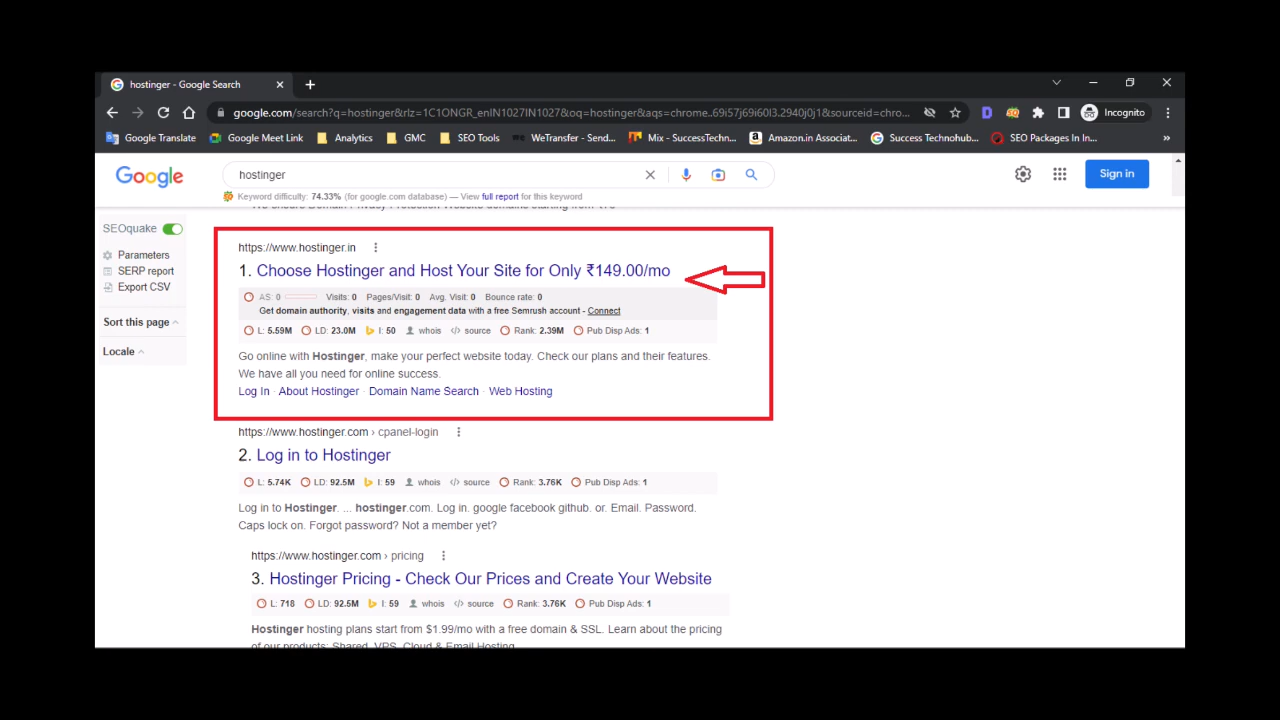 hostinger - Google Search
google.com/search?q=hostinger&rlz=1C1ONGR_enIN1027IN1027&oq=hostinger&aqs=chrome..69i57j69i60l3.2940j0j1&sourceid=chro...
Incognito
Google Translate Google Meet Link Analytics GMC SEO Tools WeTransfer - Send... Mix - SuccessTechn... Amazon.in Associat... Success Technohub... SEO Packages In In... »
Google hostinger Sign in
Keyword difficulty: 74.33% (for google.com database) — View full report for this keyword
SEOquake
Parameters
SERP report
Export CSV
Sort this page
Locale
https://www.hostinger.in
1. Choose Hostinger and Host Your Site for Only ₹149.00/mo
AS: 0 Visits: 0 Pages/Visit: 0 Avg. Visit: 0 Bounce rate: 0
Get domain authority, visits and engagement data with a free Semrush account - Connect
L: 5.59M LD: 23.0M I: 50 whois </> source Rank: 2.39M Pub Disp Ads: 1
Go online with Hostinger, make your perfect website today. Check our plans and their features.
We have all you need for online success.
Log In · About Hostinger · Domain Name Search · Web Hosting
https://www.hostinger.com › cpanel-login
2. Log in to Hostinger
L: 5.74K LD: 92.5M I: 59 whois </> source Rank: 3.76K Pub Disp Ads: 1
Log in to Hostinger. ... hostinger.com. Log in. google facebook github. or. Email. Password.
Caps lock on. Forgot password? Not a member yet?
https://www.hostinger.com › pricing
3. Hostinger Pricing - Check Our Prices and Create Your Website
L: 718 LD: 92.5M I: 59 whois </> source Rank: 3.76K Pub Disp Ads: 1
Hostinger hosting plans start from $1.99/mo with a free domain & SSL. Learn about the pricing
of our products: Shared, VPS, Cloud & Email Hosting